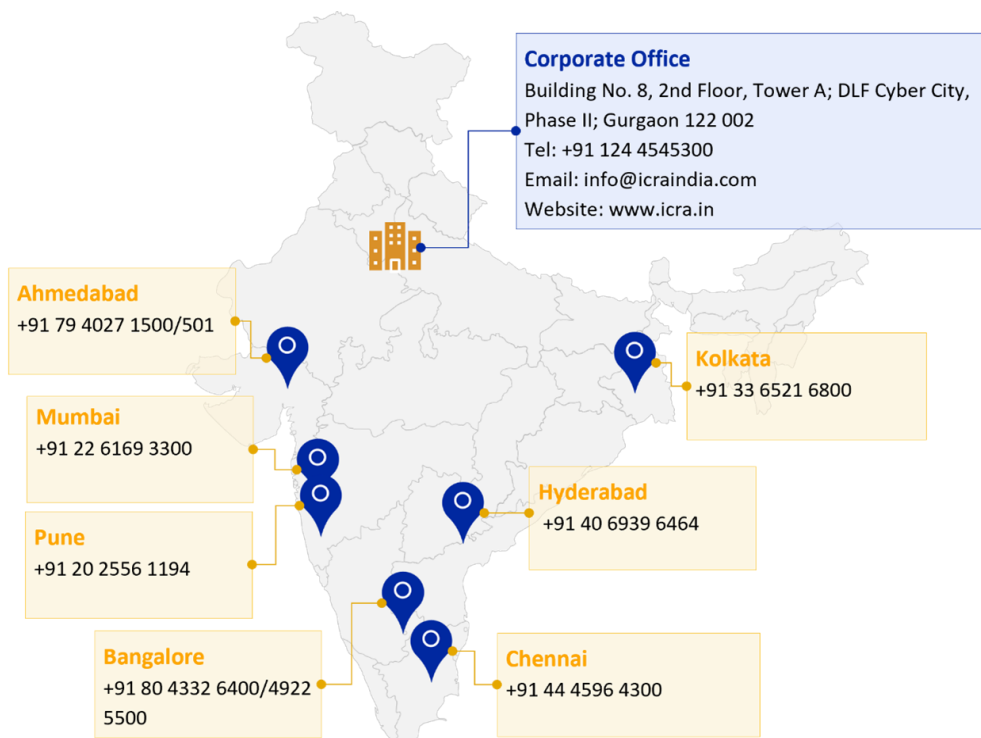 Corporate Office
Building No. 8, 2nd Floor, Tower A; DLF Cyber City,
Phase II; Gurgaon 122 002
Tel: +91 124 4545300
Email: info@icraindia.com
Website: www.icra.in
Ahmedabad
+91 79 4027 1500/501
Kolkata
+91 33 6521 6800
Mumbai
+91 22 6169 3300
Hyderabad
+91 40 6939 6464
Pune
+91 20 2556 1194
Bangalore
+91 80 4332 6400/4922
5500
Chennai
+91 44 4596 4300